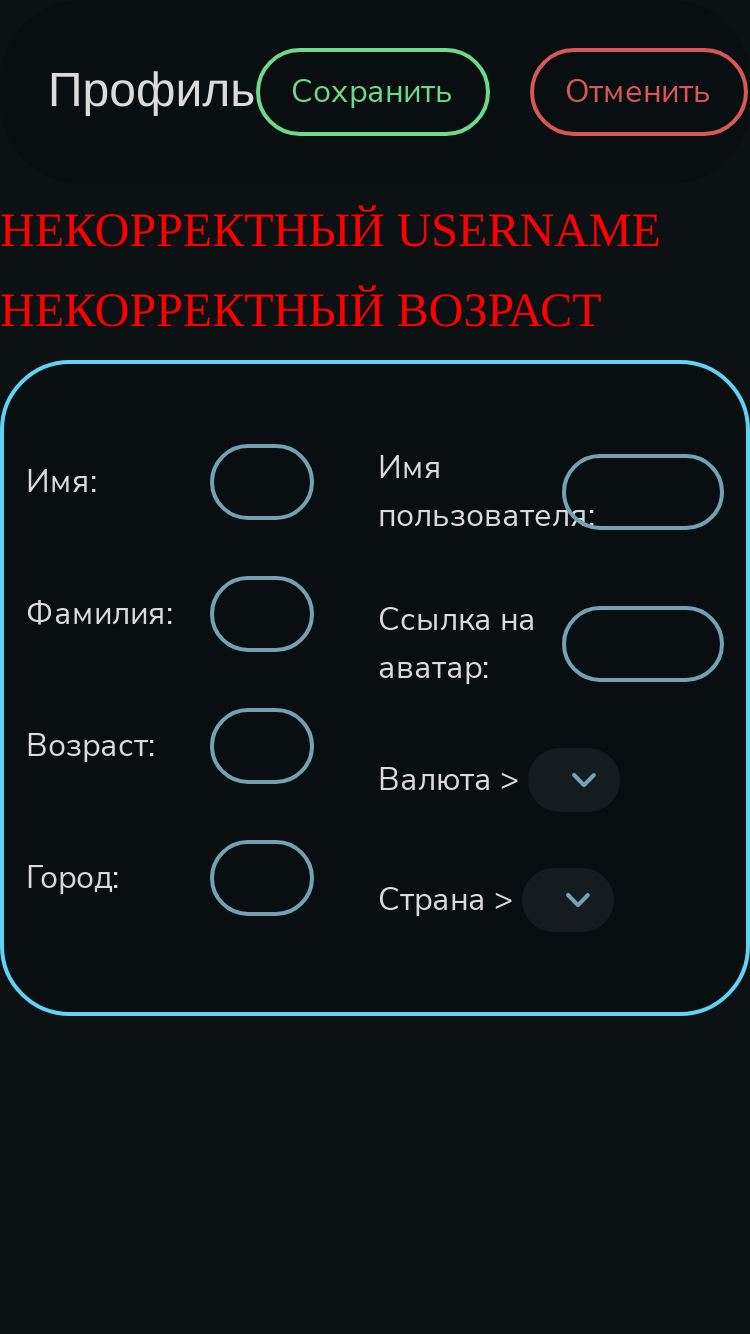 Профиль Сохранить Отменить
НЕКОРРЕКТНЫЙ USERNAME
НЕКОРРЕКТНЫЙ ВОЗРАСТ
Имя:
Фамилия:
Возраст:
Город:
Имя
пользователя:
Ссылка на
аватар:
Валюта >
Страна >